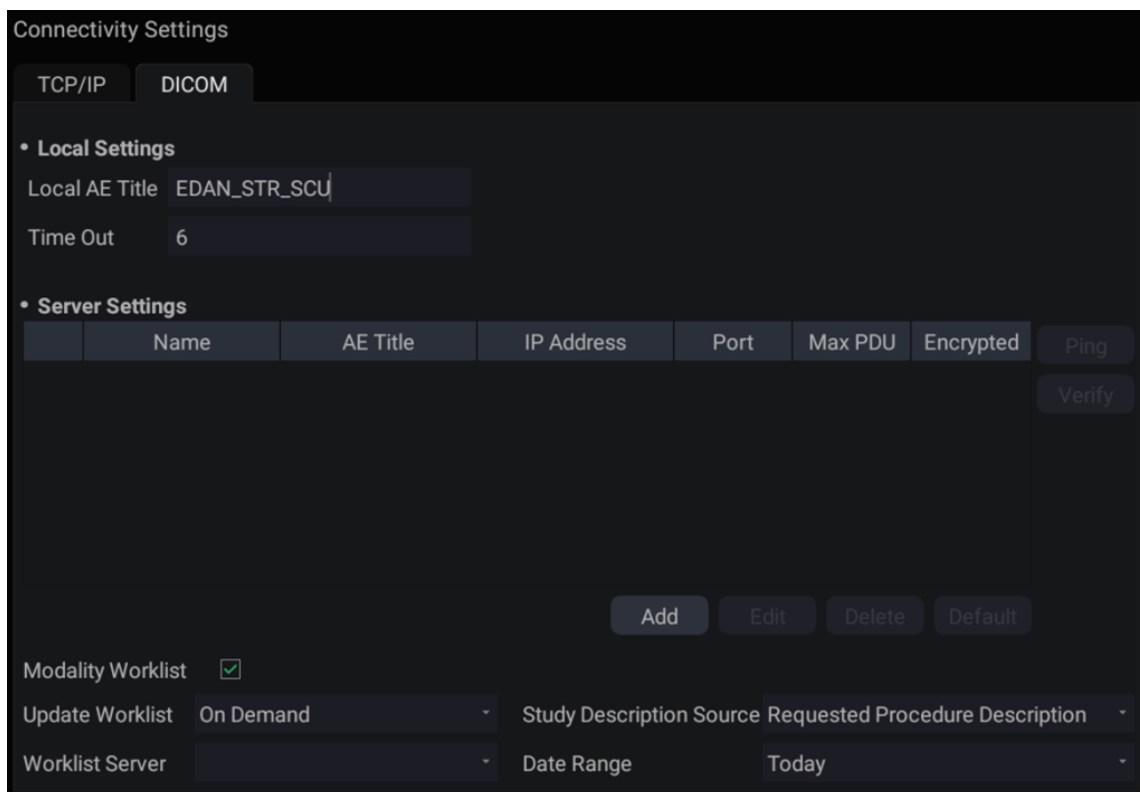 Connectivity Settings
TCP/IP DICOM
• Local Settings
Local AE Title EDAN_STR_SCU
Time Out 6
• Server Settings
Name AE Title IP Address Port Max PDU Encrypted Ping
Verify
Add Edit Delete Default
Modality Worklist
Update Worklist On Demand Study Description Source Requested Procedure Description
Worklist Server Date Range Today